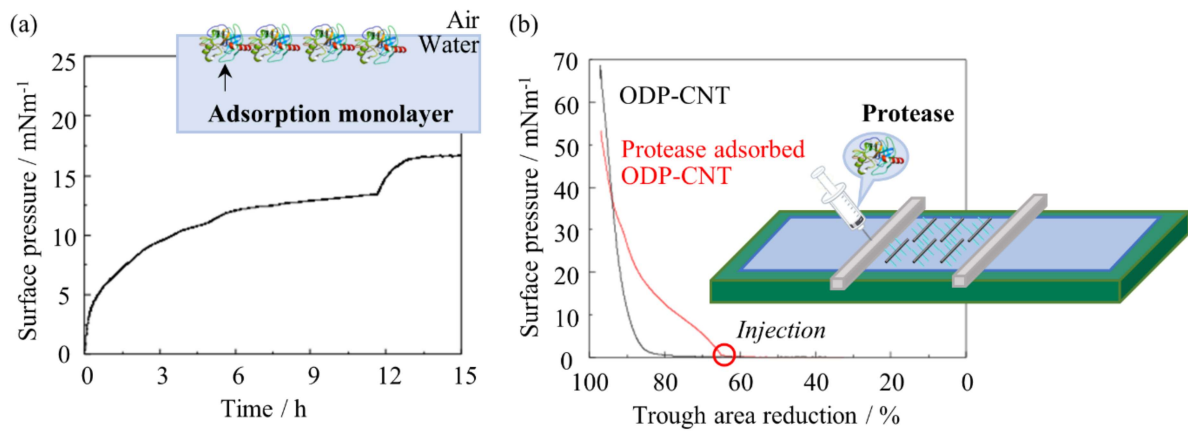 (a)
Air
Water
Adsorption monolayer
25
20
15
10
5
0
Surface pressure / mNm⁻¹
0 3 6 9 12 15
Time / h
(b)
70
60
50
40
30
20
10
0
Surface pressure / mNm⁻¹
ODP-CNT
Protease adsorbed
ODP-CNT
Protease
Injection
100 80 60 40 20 0
Trough area reduction / %